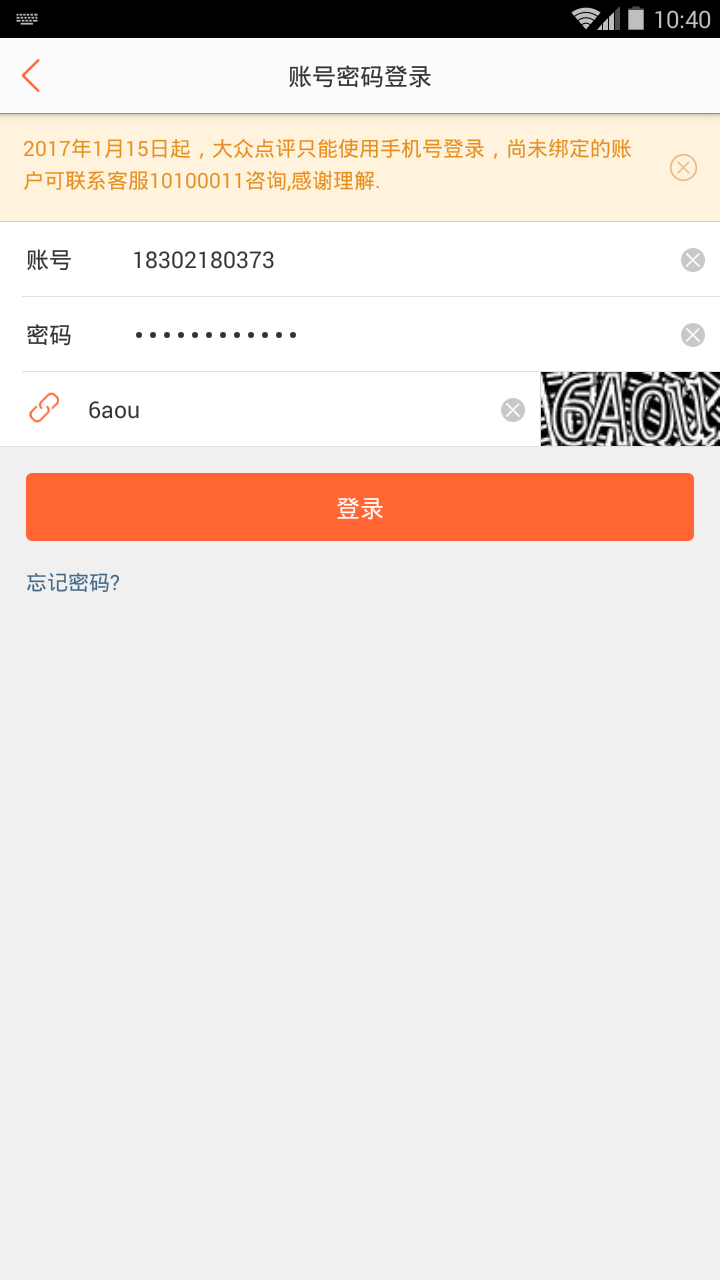 10:40
账号密码登录
2017年1月15日起，大众点评只能使用手机号登录，尚未绑定的账
户可联系客服10100011咨询,感谢理解.
账号 18302180373
密码 ••••••••••••
6aou 6AOU
登录
忘记密码?